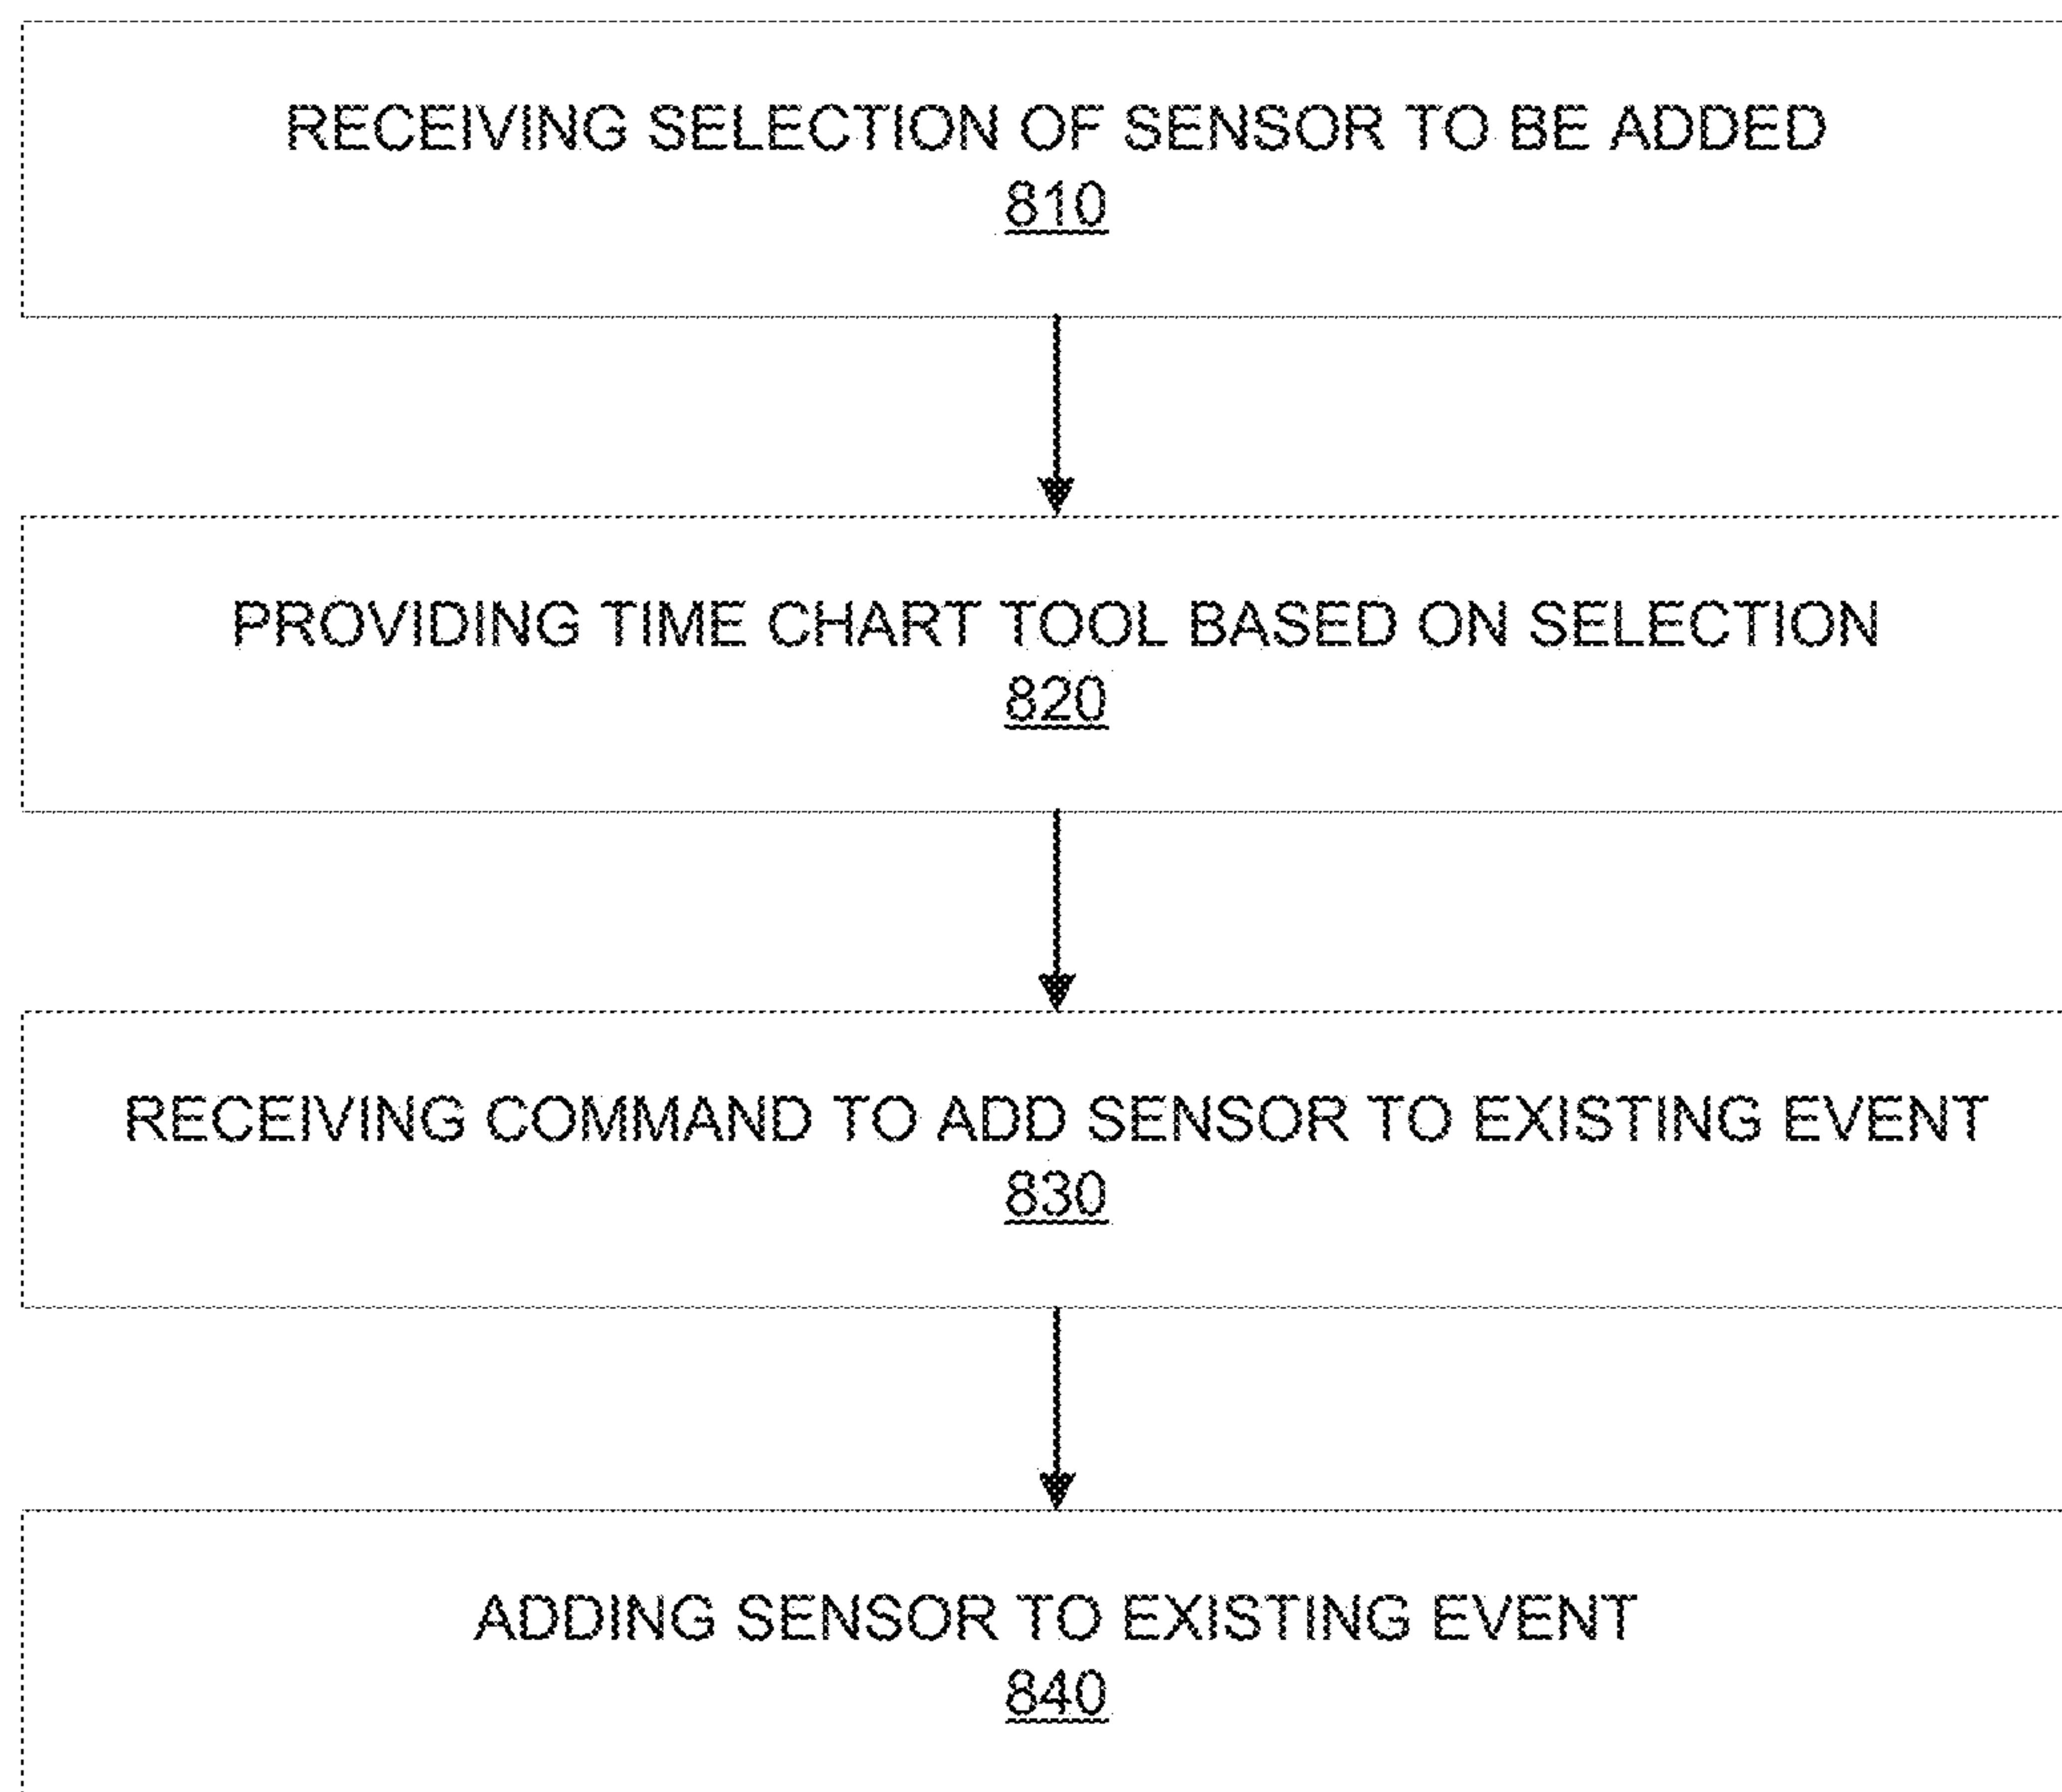 RECEIVING SELECTION OF SENSOR TO BE ADDED
810
PROVIDING TIME CHART TOOL BASED ON SELECTION
820
RECEIVING COMMAND TO ADD SENSOR TO EXISTING EVENT
830
ADDING SENSOR TO EXISTING EVENT
840